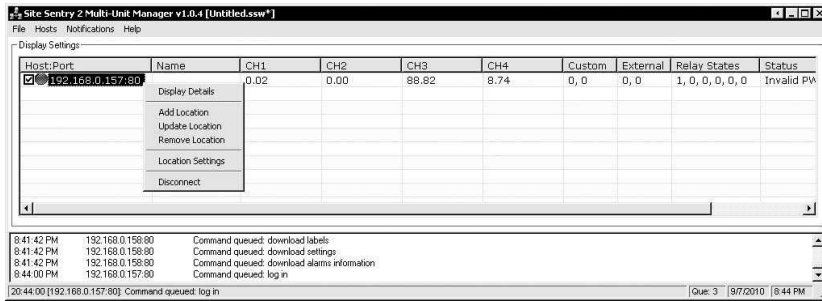 Site Sentry 2 Multi-Unit Manager v1.0.4 [Untitled.ssw*]
File Hosts Notifications Help
Display Settings
Host:Port Name CH1 CH2 CH3 CH4 Custom External Relay States Status
192.168.0.157:80 0.02 0.00 88.82 8.74 0, 0 0, 0 1, 0, 0, 0, 0, 0 Invalid PW
Display Details
Add Location
Update Location
Remove Location
Location Settings
Disconnect
8:41:42 PM 192.168.0.158:80 Command queued: download labels
8:41:42 PM 192.168.0.158:80 Command queued: download settings
8:41:42 PM 192.168.0.158:80 Command queued: download alarms information
8:44:00 PM 192.168.0.157:80 Command queued: log in
20:44:00 [192.168.0.157:80]: Command queued: log in Que: 3 9/7/2010 8:44 PM